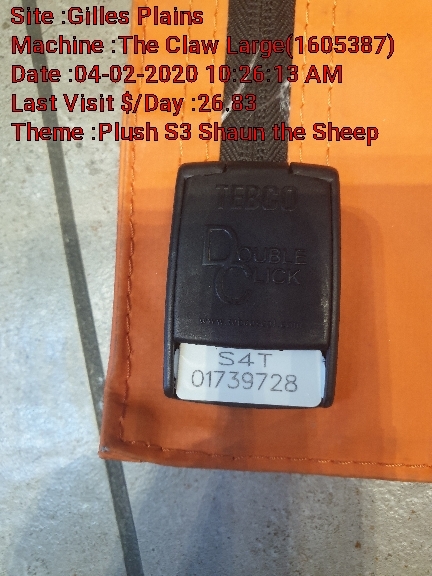 Site :Gilles Plains
Machine :The Claw Large(1605387)
Date :04-02-2020 10:26:13 AM
Last Visit $/Day :26.83
Theme :Plush S3 Shaun the Sheep
DOUBLE
CLICK
S4T
01739728